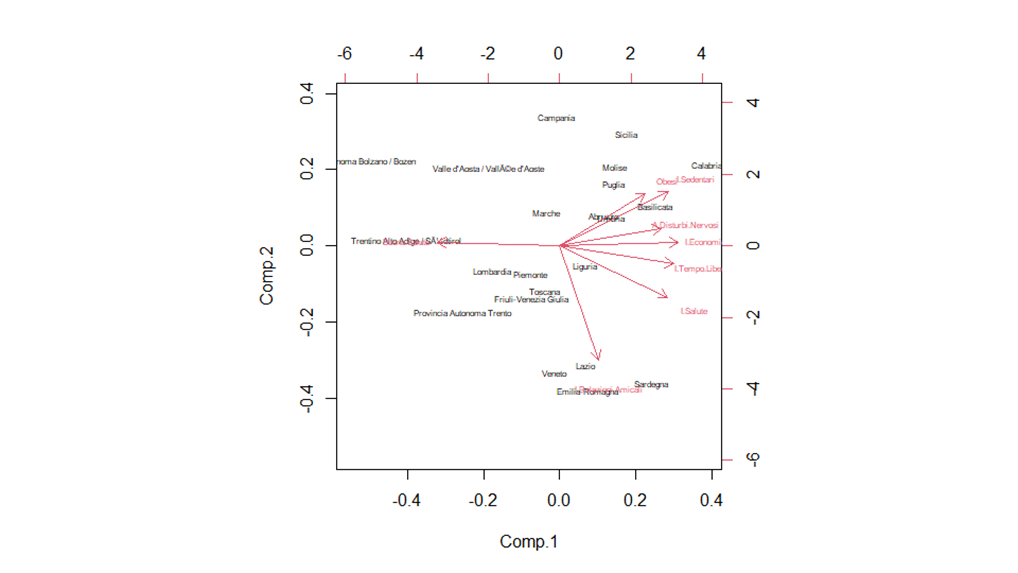 -6 -4 -2 0 2 4
0.4
0.2
0.0
-0.2
-0.4
Comp.2
4
2
0
-2
-4
-6
Campania
Sicilia
noma Bolzano / Bozen
Valle d'Aosta / VallÃ©e d'Aoste
Molise
Calabria
Puglia
Obesi
I.Sedentari
Basilicata
Marche
Abruzzo
A.Disturbi.Nervosi
Trentino Alto Adige / SÃ¼dtirol
I.Economi
Liguria
I.Tempo.Libe
Lombardia
Piemonte
Toscana
Friuli-Venezia Giulia
Provincia Autonoma Trento
I.Salute
Lazio
Veneto
Sardegna
Emilia Romagna
-0.4 -0.2 0.0 0.2 0.4
Comp.1